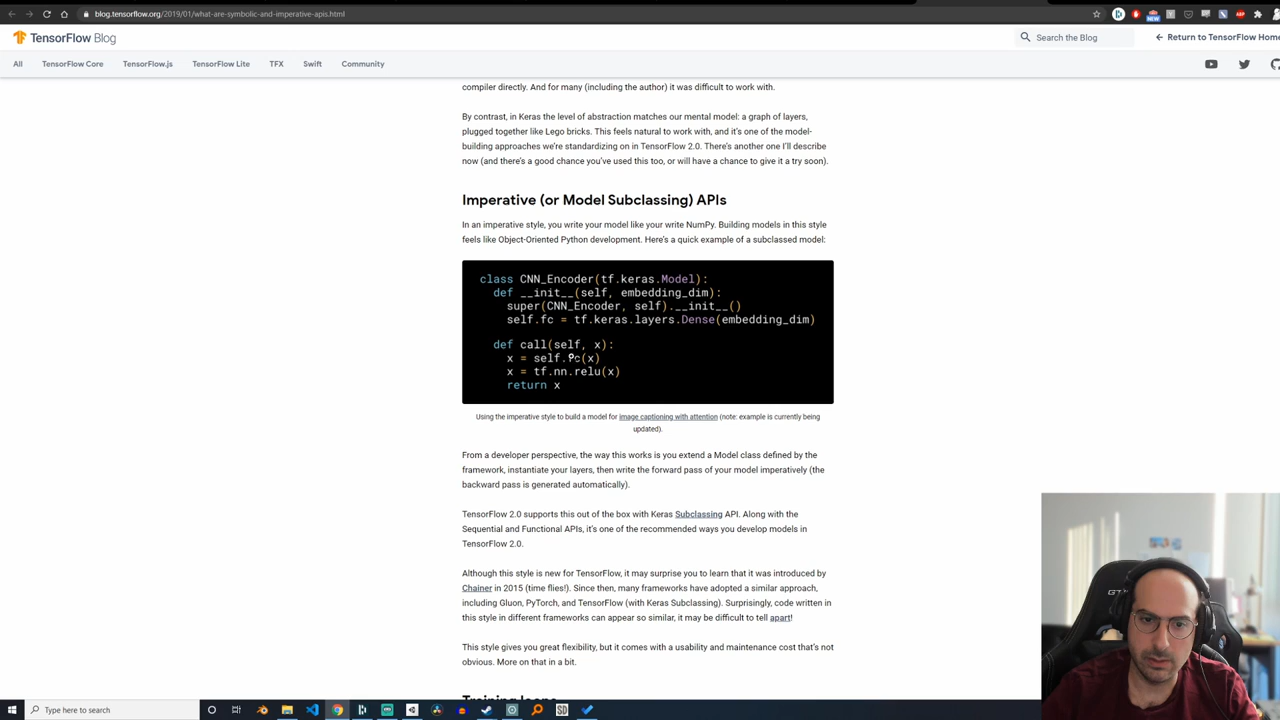 blog.tensorflow.org/2019/01/what-are-symbolic-and-imperative-apis.html
TensorFlow Blog
Search the Blog
← Return to TensorFlow Home
All TensorFlow Core TensorFlow.js TensorFlow Lite TFX Swift Community
compiler directly. And for many (including the author) it was difficult to work with.
By contrast, in Keras the level of abstraction matches our mental model: a graph of layers,
plugged together like Lego bricks. This feels natural to work with, and it's one of the model-
building approaches we're standardizing on in TensorFlow 2.0. There's another one I'll describe
now (and there's a good chance you've used this too, or will have a chance to give it a try soon).
Imperative (or Model Subclassing) APIs
In an imperative style, you write your model like your write NumPy. Building models in this style
feels like Object-Oriented Python development. Here's a quick example of a subclassed model:
class CNN_Encoder(tf.keras.Model):
def __init__(self, embedding_dim):
super(CNN_Encoder, self).__init__()
self.fc = tf.keras.layers.Dense(embedding_dim)
def call(self, x):
x = self.fc(x)
x = tf.nn.relu(x)
return x
Using the imperative style to build a model for image captioning with attention (note: example is currently being
updated).
From a developer perspective, the way this works is you extend a Model class defined by the
framework, instantiate your layers, then write the forward pass of your model imperatively (the
backward pass is generated automatically).
TensorFlow 2.0 supports this out of the box with Keras Subclassing API. Along with the
Sequential and Functional APIs, it's one of the recommended ways you develop models in
TensorFlow 2.0.
Although this style is new for TensorFlow, it may surprise you to learn that it was introduced by
Chainer in 2015 (time flies!). Since then, many frameworks have adopted a similar approach,
including Gluon, PyTorch, and TensorFlow (with Keras Subclassing). Surprisingly, code written in
this style in different frameworks can appear so similar, it may be difficult to tell apart!
This style gives you great flexibility, but it comes with a usability and maintenance cost that's not
obvious. More on that in a bit.
Training loops
GT
Type here to search
SD